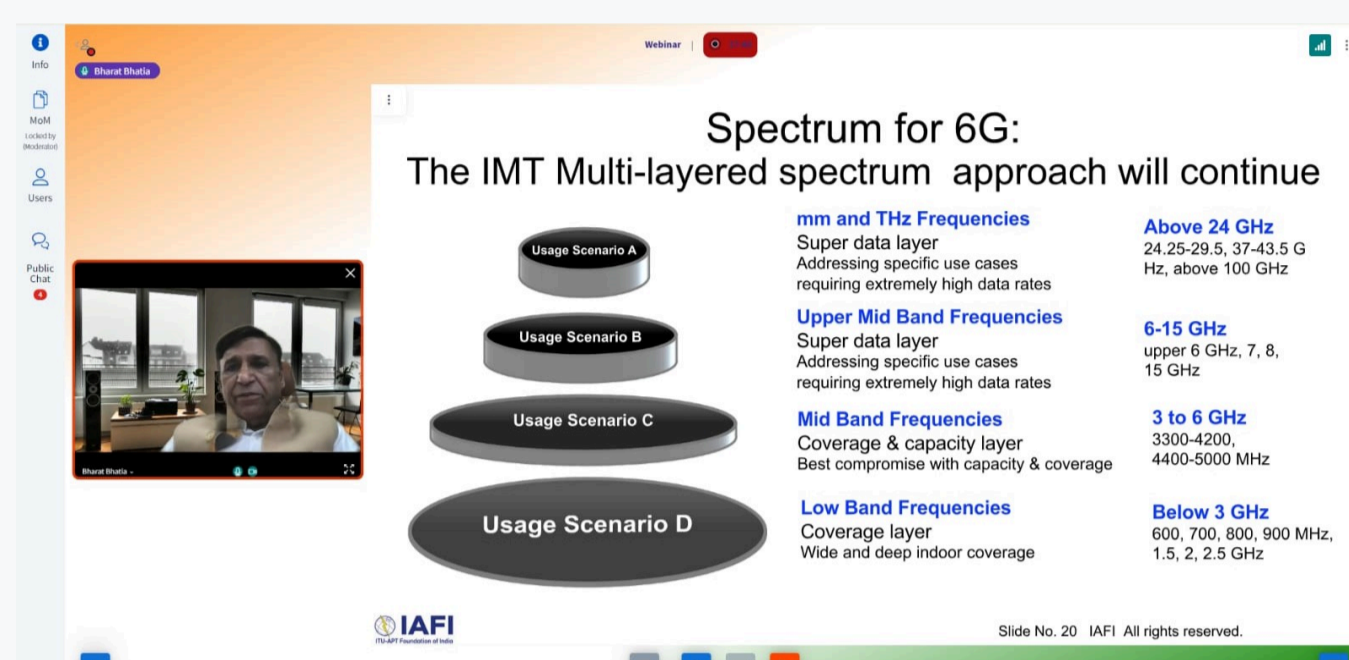 Info
MoM
Locked by
(Moderator)
Users
Public
Chat
4
Bharat Bhatia
Webinar |
Spectrum for 6G:
The IMT Multi-layered spectrum approach will continue
Usage Scenario A
mm and THz Frequencies
Super data layer
Addressing specific use cases
requiring extremely high data rates
Above 24 GHz
24.25-29.5, 37-43.5 G
Hz, above 100 GHz
Usage Scenario B
Upper Mid Band Frequencies
Super data layer
Addressing specific use cases
requiring extremely high data rates
6-15 GHz
upper 6 GHz, 7, 8,
15 GHz
Usage Scenario C
Mid Band Frequencies
Coverage & capacity layer
Best compromise with capacity & coverage
3 to 6 GHz
3300-4200,
4400-5000 MHz
Usage Scenario D
Low Band Frequencies
Coverage layer
Wide and deep indoor coverage
Below 3 GHz
600, 700, 800, 900 MHz,
1.5, 2, 2.5 GHz
Bharat Bhatia
IAFI
ITU-APT Foundation of India
Slide No. 20 IAFI All rights reserved.